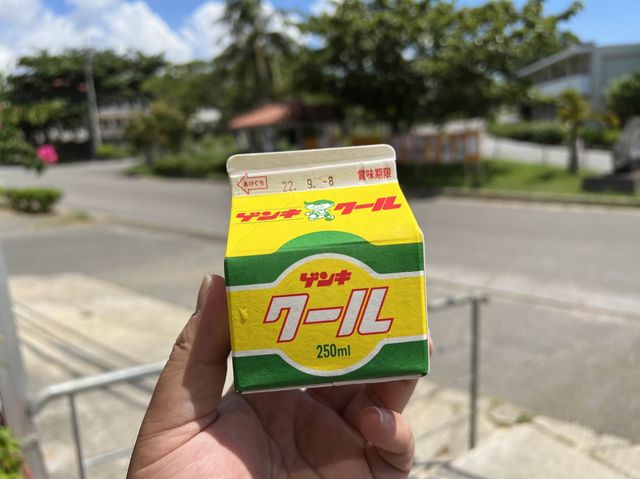 あけぐち
22. 9. -8 賞味期限
ゲンキ クール
ゲンキ
クール
250ml